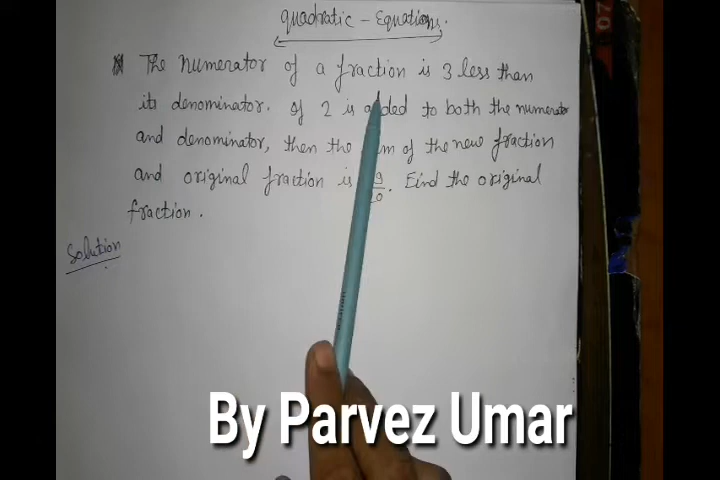 Quadratic - Equations.
The numerator of a fraction is 3 less than
its denominator. If 2 is added to both the numerator
and denominator, then the sum of the new fraction
and original fraction is 9. Find the original
fraction.
Solution
By Parvez Umar